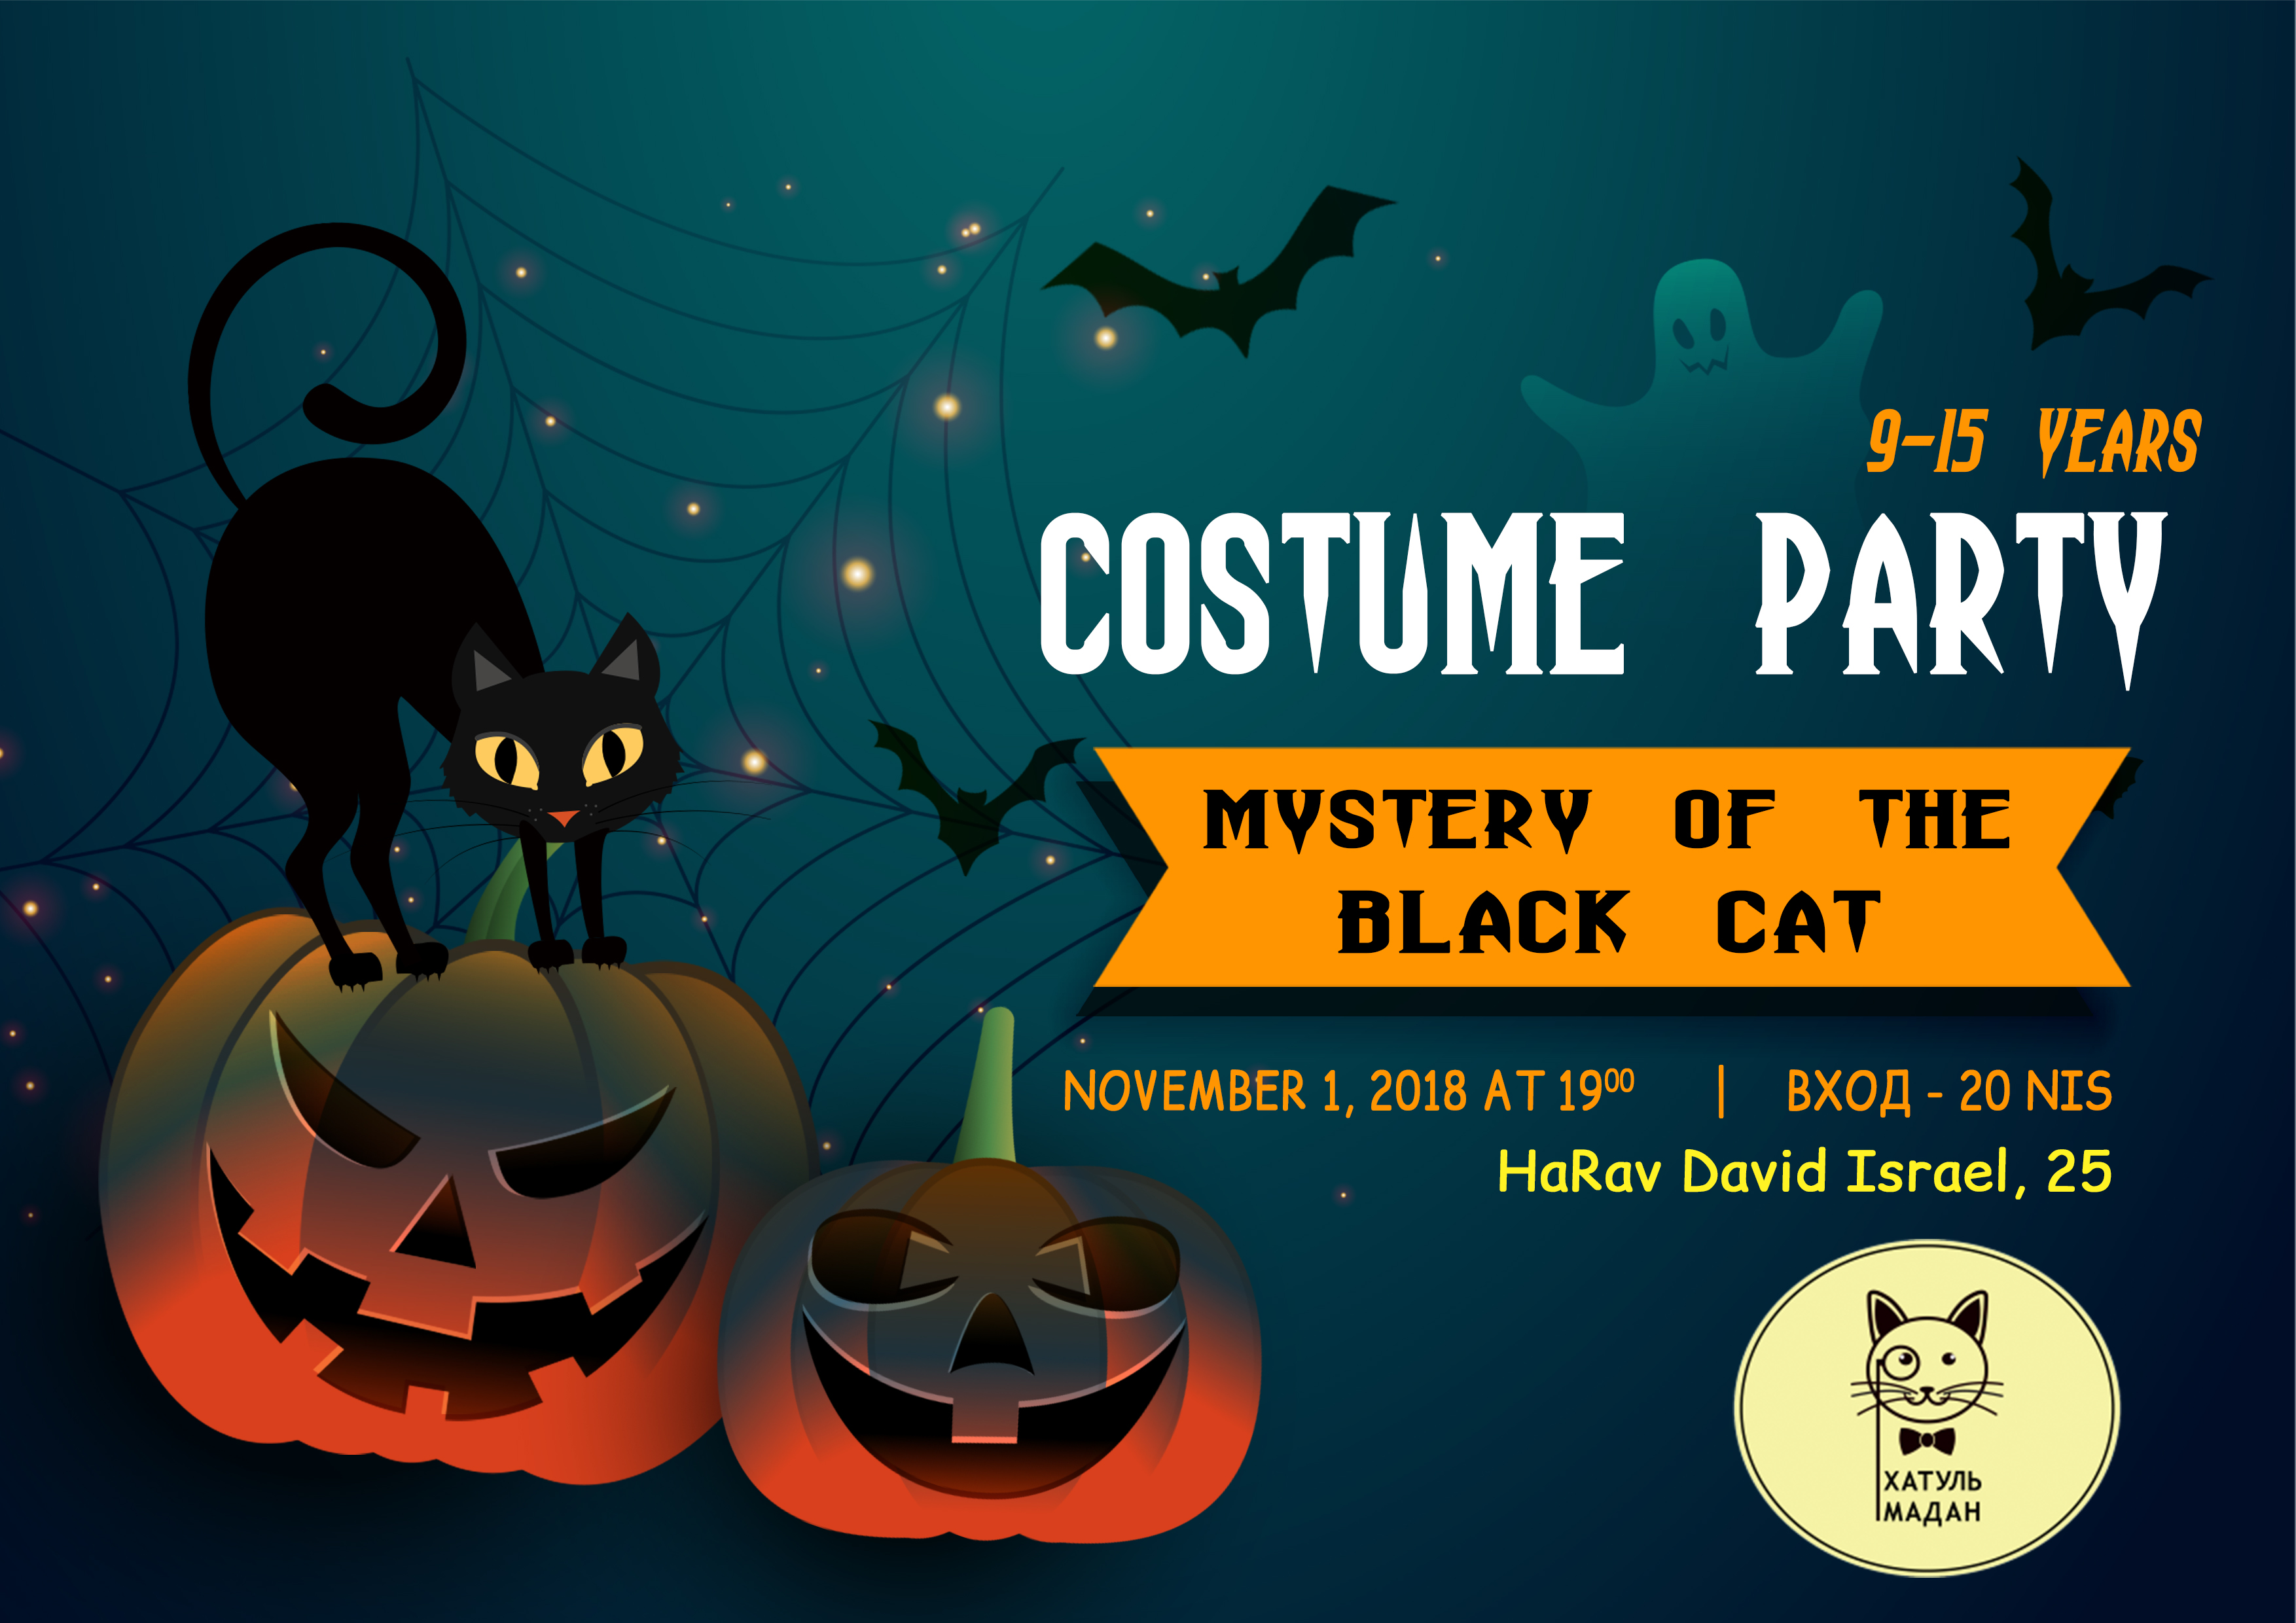 9-15 YEARS
COSTUME PARTY
MYSTERY OF THE
BLACK CAT
NOVEMBER 1, 2018 AT 19⁰⁰ | ВХОД - 20 NIS
HaRav David Israel, 25
ХАТУЛЬ
МАДАН